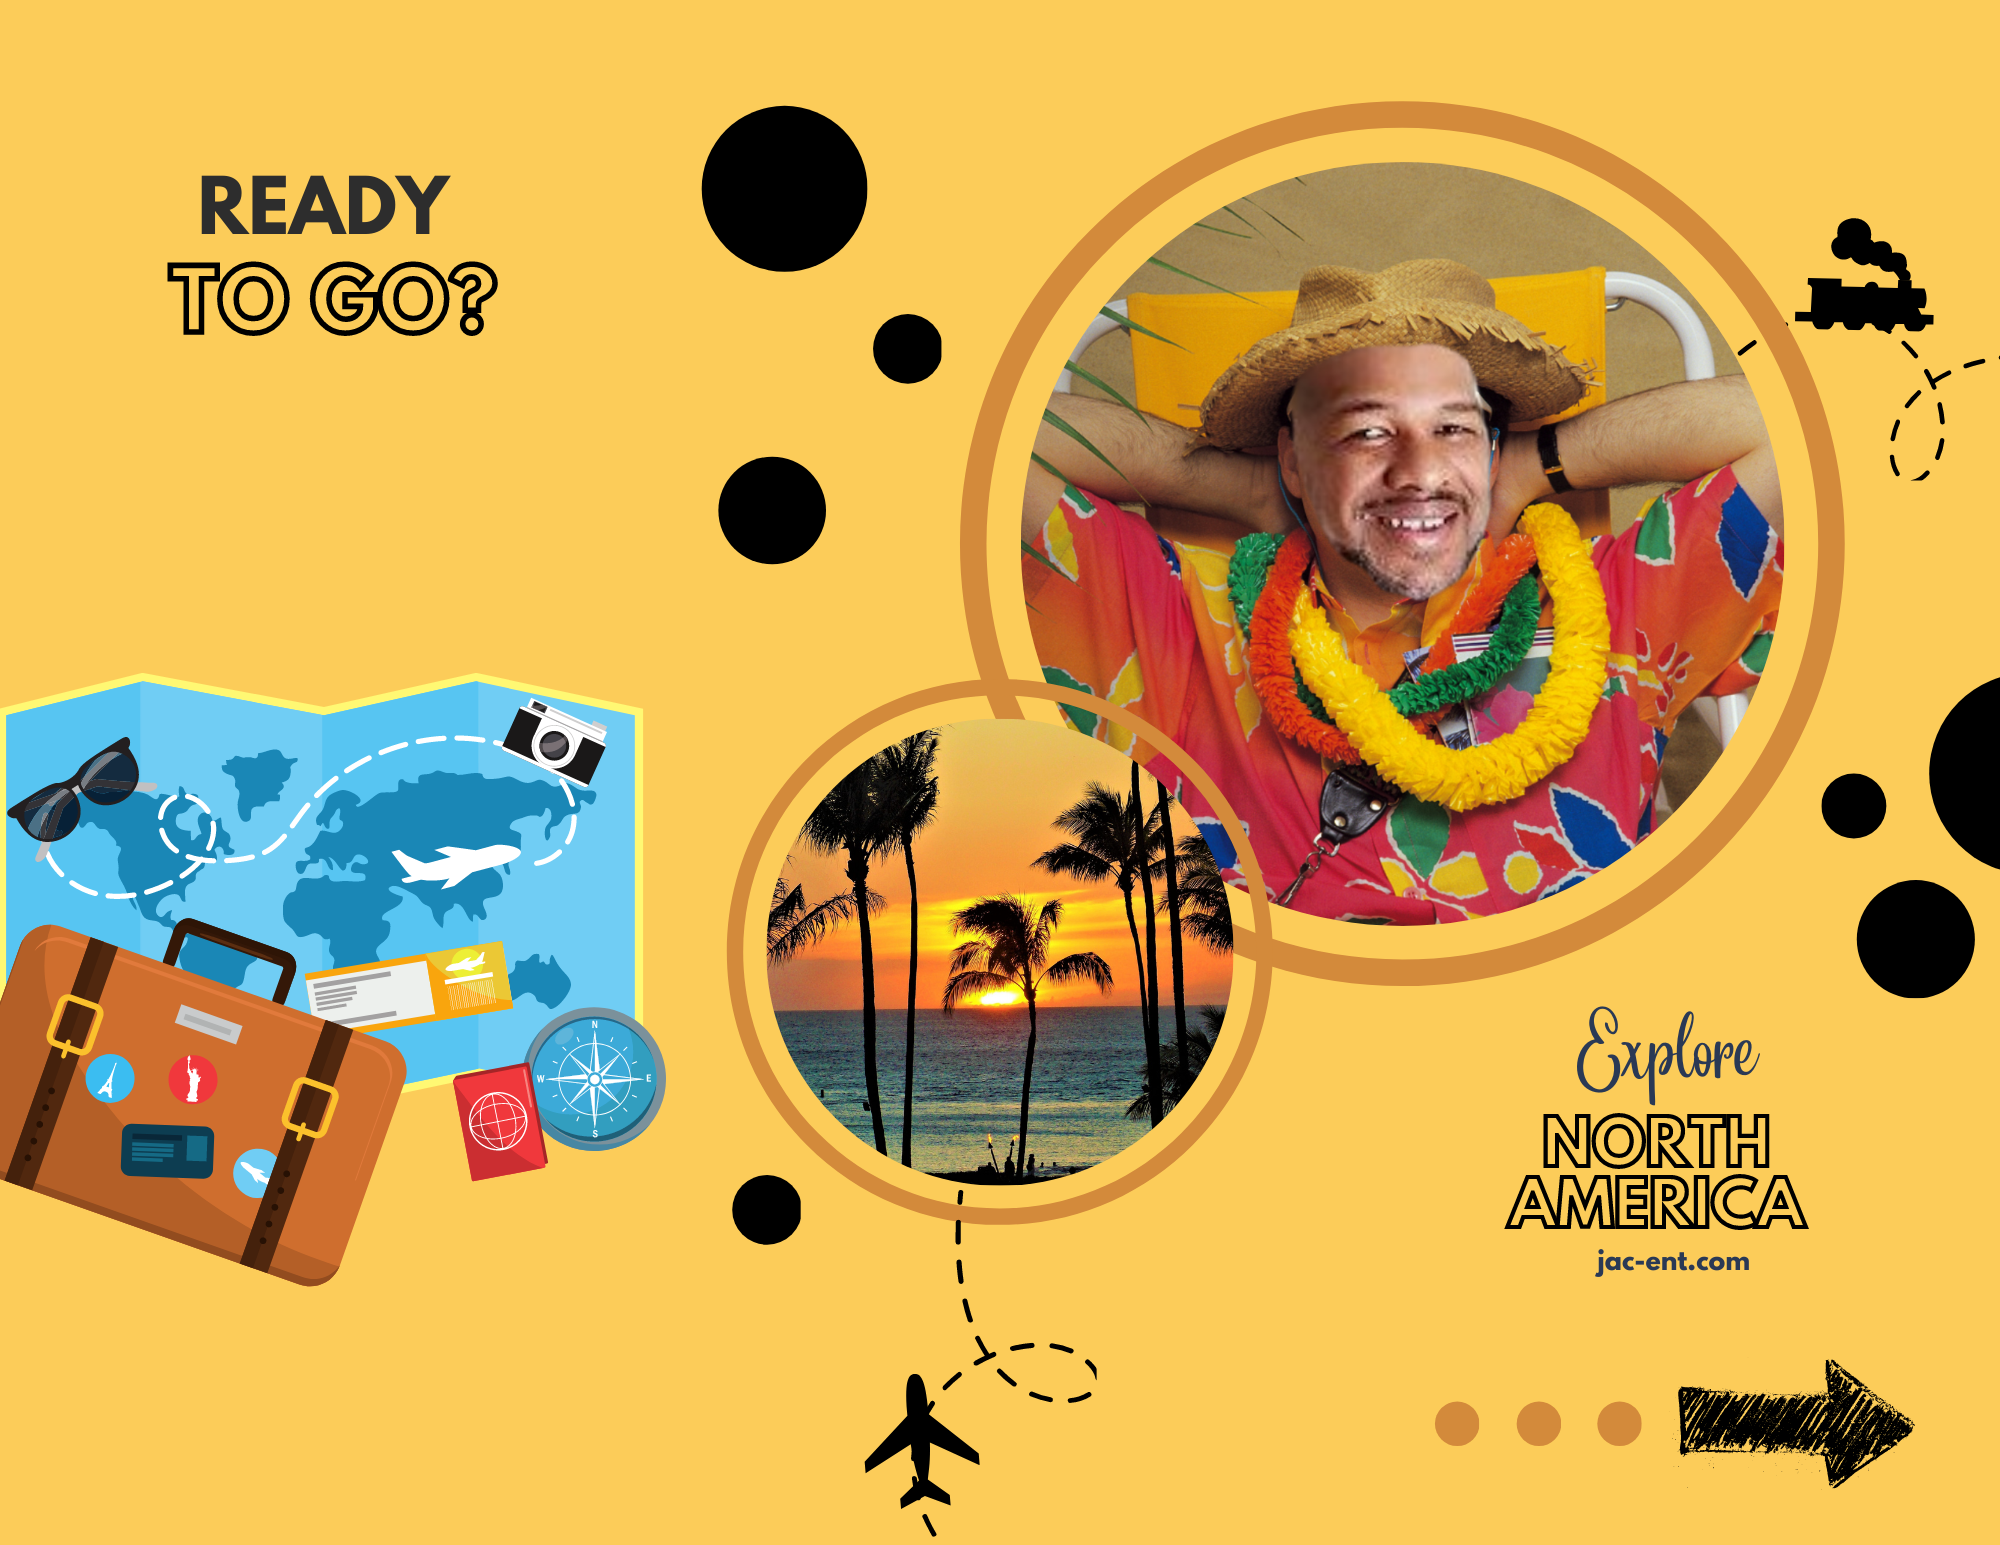 READY
TO GO?
N
W
E
S
Explore
NORTH
AMERICA
jac-ent.com